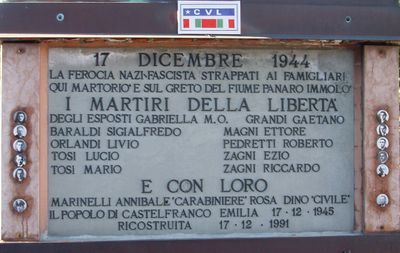 CVL
17 DICEMBRE 1944
LA FEROCIA NAZI-FASCISTA STRAPPATI AI FAMIGLIARI
QUI MARTORIO' E SUL GRETO DEL FIUME PANARO IMMOLO'
I MARTIRI DELLA LIBERTA'
DEGLI ESPOSTI GABRIELLA M.O. GRANDI GAETANO
BARALDI SIGIALFREDO MAGNI ETTORE
ORLANDI LIVIO PEDRETTI ROBERTO
TOSI LUCIO ZAGNI EZIO
TOSI MARIO ZAGNI RICCARDO
E CON LORO
MARINELLI ANNIBALE "CARABINIERE" ROSA DINO "CIVILE"
IL POPOLO DI CASTELFRANCO EMILIA 17-12-1945
RICOSTRUITA 17-12-1991